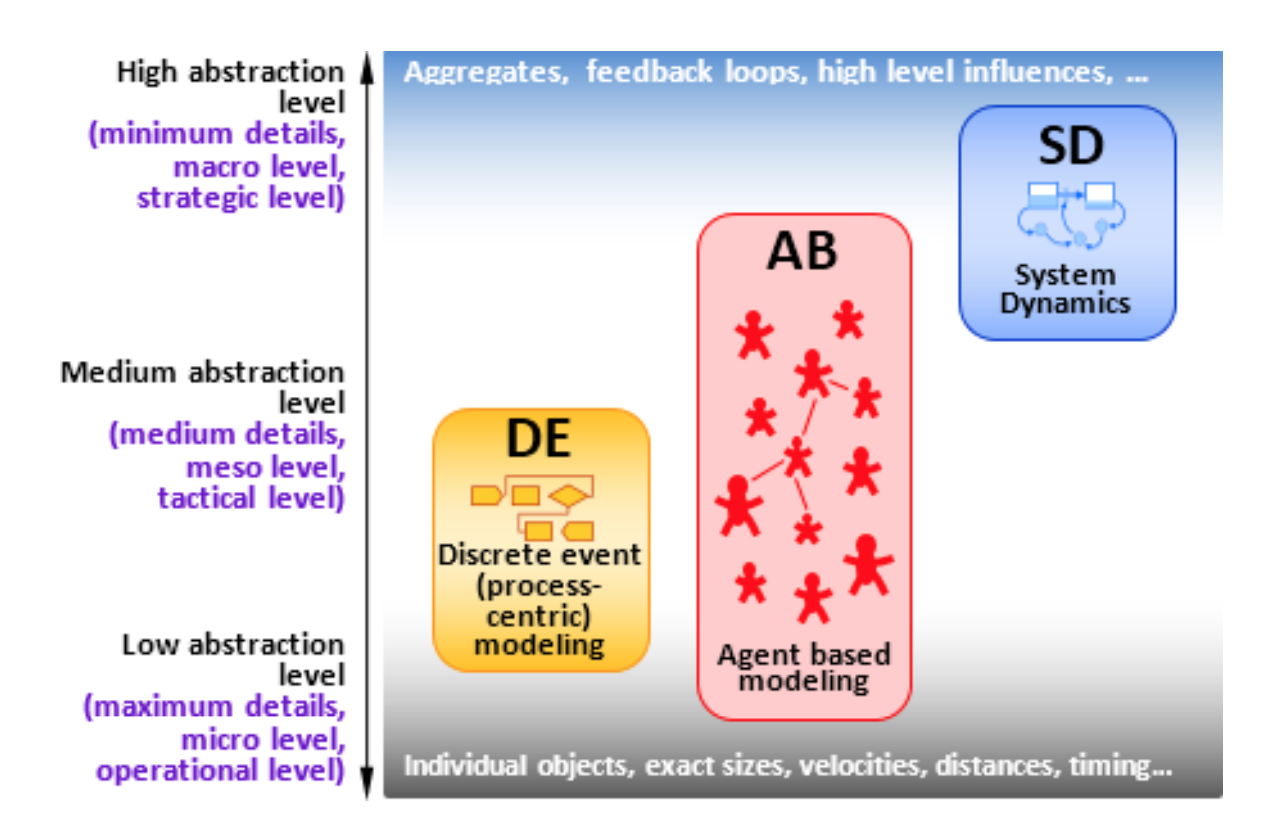 High abstraction
level
(minimum details,
macro level,
strategic level)
Medium abstraction
level
(medium details,
meso level,
tactical level)
Low abstraction
level
(maximum details,
micro level,
operational level)
Aggregates, feedback loops, high level influences, ...
DE
Discrete event
(process-
centric)
modeling
AB
Agent based
modeling
SD
System
Dynamics
Individual objects, exact sizes, velocities, distances, timing...